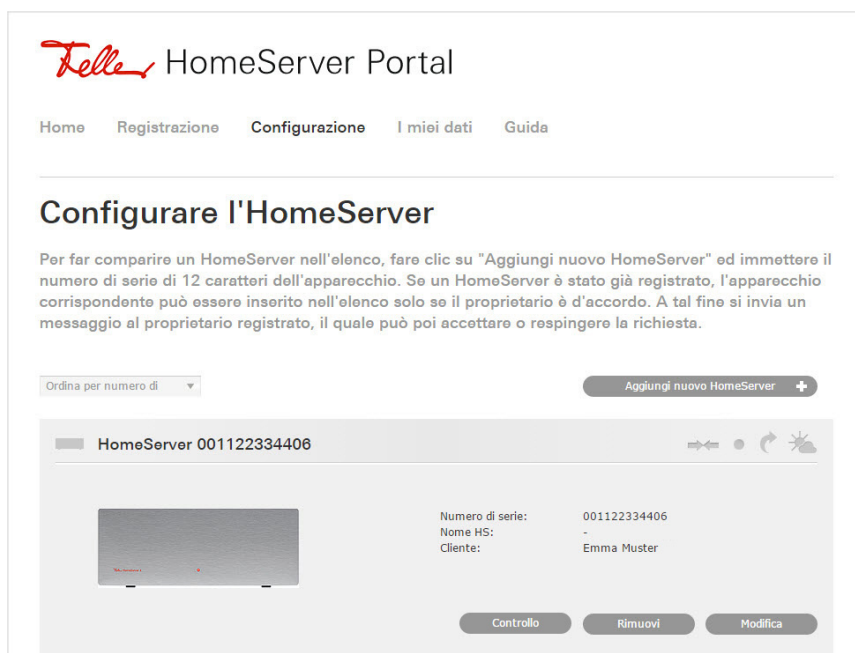 Feller HomeServer Portal
Home Registrazione Configurazione I miei dati Guida
Configurare l'HomeServer
Per far comparire un HomeServer nell'elenco, fare clic su "Aggiungi nuovo HomeServer" ed immettere il
numero di serie di 12 caratteri dell'apparecchio. Se un HomeServer è stato già registrato, l'apparecchio
corrispondente può essere inserito nell'elenco solo se il proprietario è d'accordo. A tal fine si invia un
messaggio al proprietario registrato, il quale può poi accettare o respingere la richiesta.
Ordina per numero di
Aggiungi nuovo HomeServer
HomeServer 001122334406
Numero di serie: 001122334406
Nome HS: -
Cliente: Emma Muster
Controllo Rimuovi Modifica